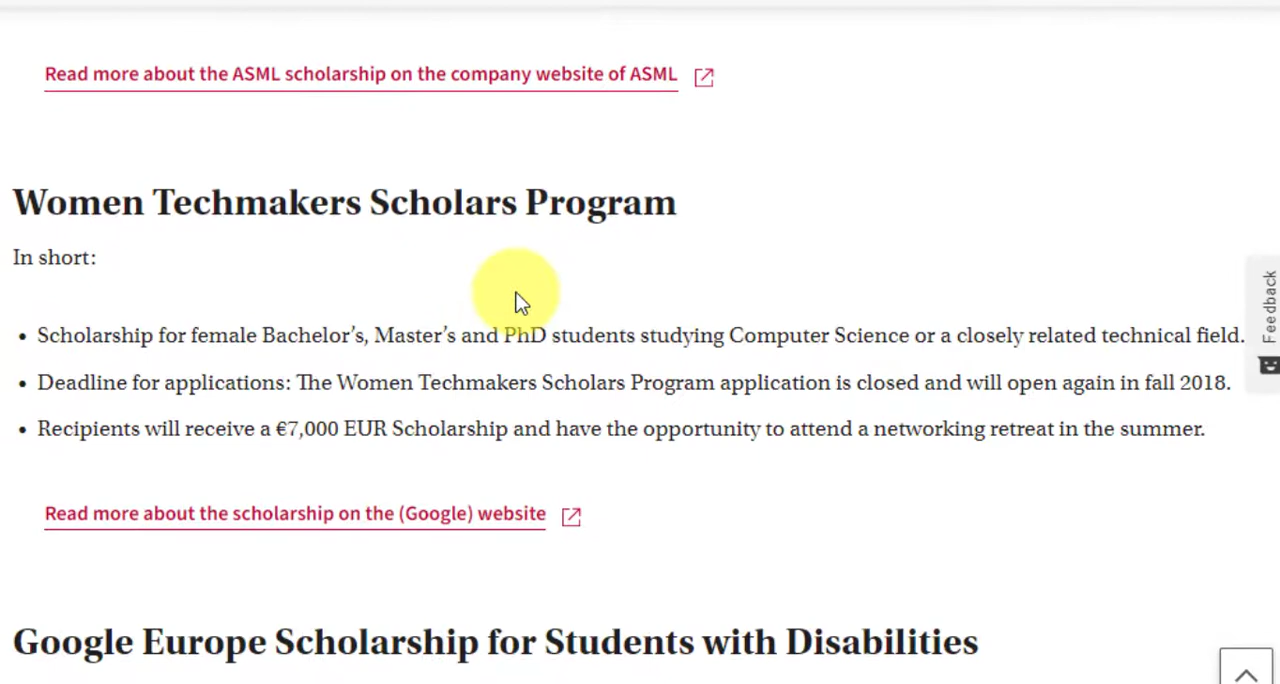 Read more about the ASML scholarship on the company website of ASML
Women Techmakers Scholars Program
In short:
• Scholarship for female Bachelor’s, Master’s and PhD students studying Computer Science or a closely related technical field.
• Deadline for applications: The Women Techmakers Scholars Program application is closed and will open again in fall 2018.
• Recipients will receive a €7,000 EUR Scholarship and have the opportunity to attend a networking retreat in the summer.
Read more about the scholarship on the (Google) website
Google Europe Scholarship for Students with Disabilities
Feedback